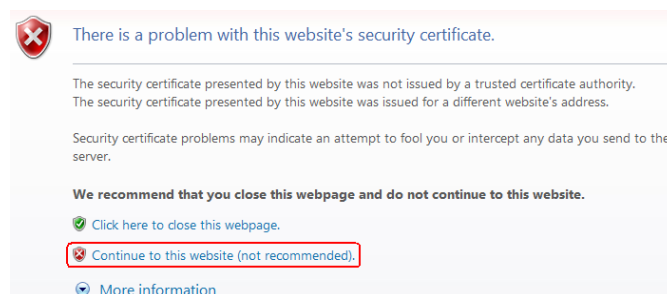 There is a problem with this website's security certificate.
The security certificate presented by this website was not issued by a trusted certificate authority.
The security certificate presented by this website was issued for a different website's address.
Security certificate problems may indicate an attempt to fool you or intercept any data you send to the
server.
We recommend that you close this webpage and do not continue to this website.
Click here to close this webpage.
Continue to this website (not recommended).
More information